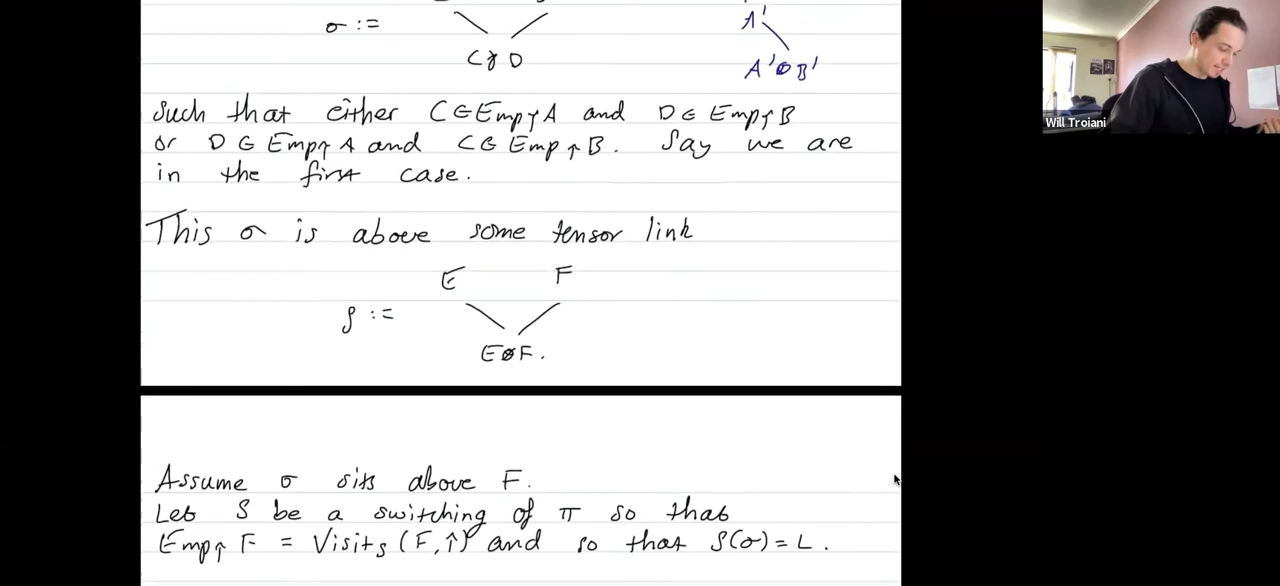 σ :=
C ⅋ D
A'
A' ⊗ B'
Will Troiani
such that either C ∈ Emp↑A and D ∈ Emp↑B
or D ∈ Emp↑ A and C ∈ Emp↑B. Say we are
in the first case.
This σ is above some tensor link
E F
ρ :=
E⊗F.
Assume σ sits above F.
Let S be a switching of π so that
Emp↑ F = Visits(F,↑) and so that S(σ) = L.